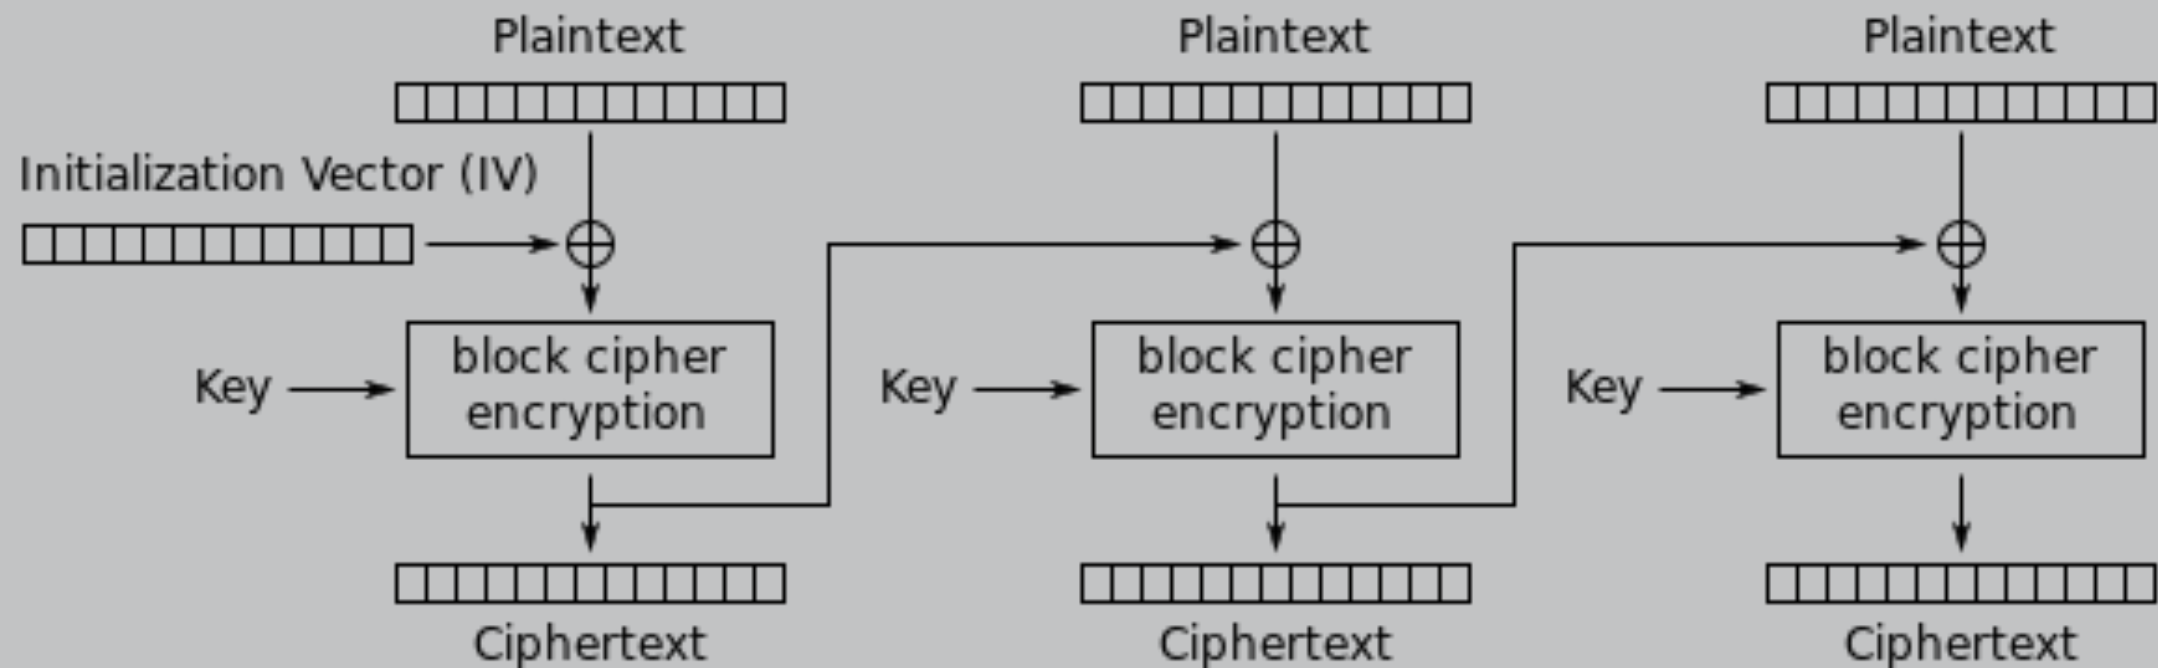 Plaintext
Plaintext
Plaintext
Initialization Vector (IV)
Key
block cipher
encryption
Key
block cipher
encryption
Key
block cipher
encryption
Ciphertext
Ciphertext
Ciphertext